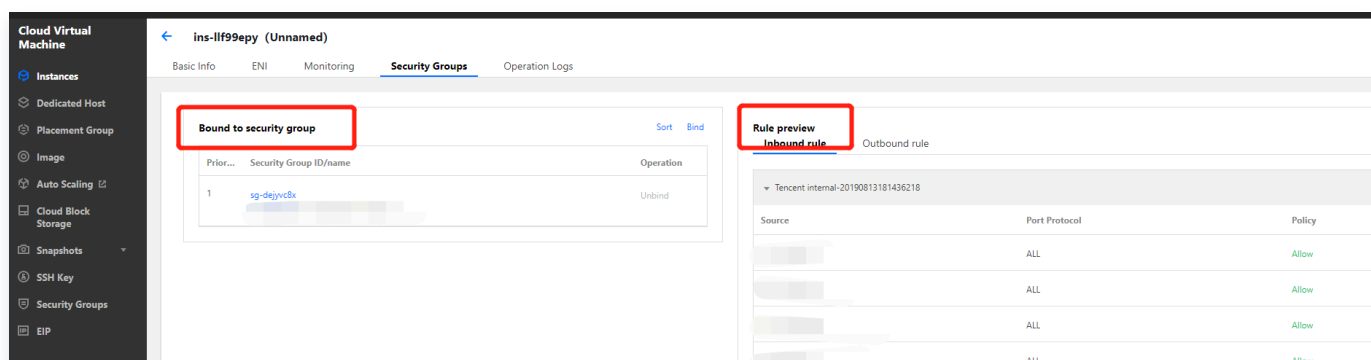 Cloud Virtual
Machine
Instances
Dedicated Host
Placement Group
Image
Auto Scaling
Cloud Block
Storage
Snapshots
SSH Key
Security Groups
EIP
ins-llf99epy (Unnamed)
Basic Info ENI Monitoring Security Groups Operation Logs
Bound to security group Sort Bind
Prior... Security Group ID/name Operation
1 sg-dejyvc8x Unbind
Rule preview
Inbound rule Outbound rule
Tencent internal-20190813181436218
Source Port Protocol Policy
ALL Allow
ALL Allow
ALL Allow
ALL Allow